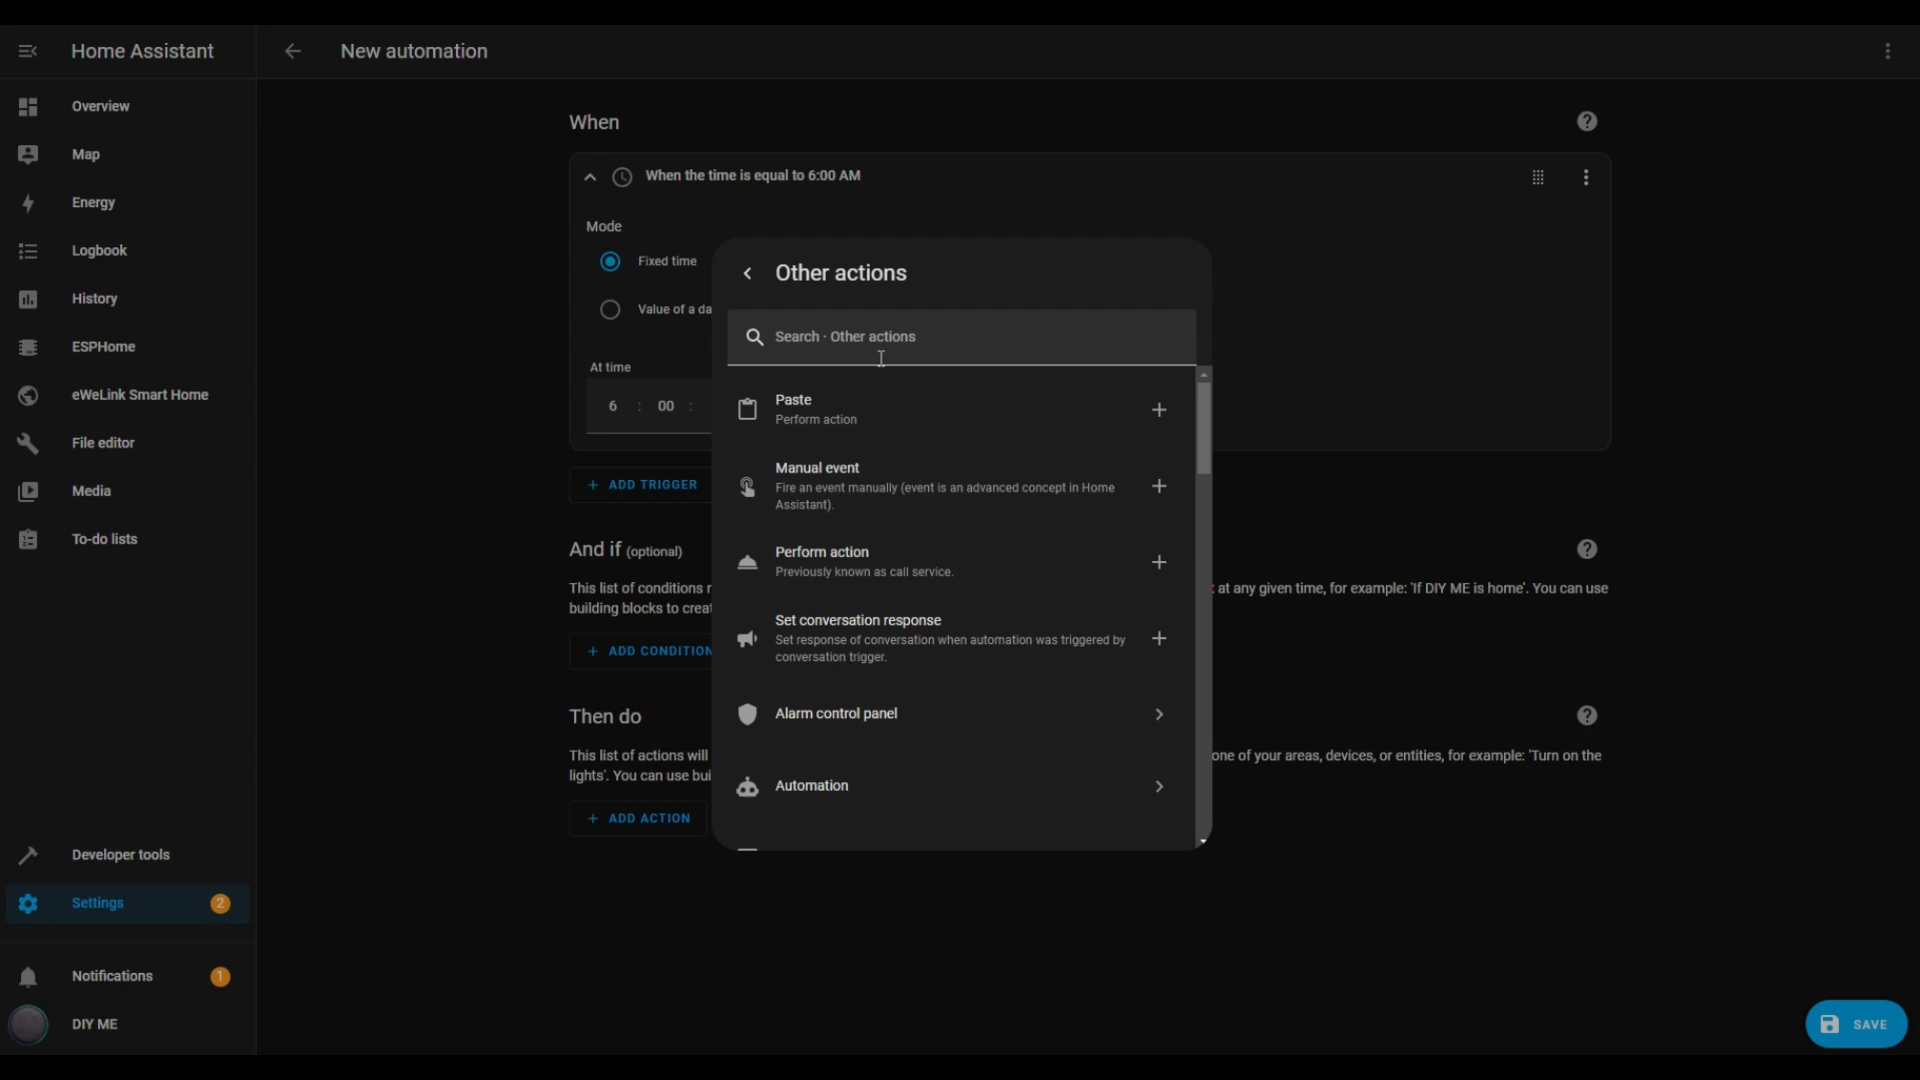 Home Assistant
New automation
Overview
Map
Energy
Logbook
History
ESPHome
eWeLink Smart Home
File editor
Media
To-do lists
Developer tools
Settings
2
Notifications
1
DIY ME
When
When the time is equal to 6:00 AM
Mode
Fixed time
Value of a da
At time
6 : 00 :
+ ADD TRIGGER
And if (optional)
This list of conditions r
: at any given time, for example: 'If DIY ME is home'. You can use
building blocks to creat
+ ADD CONDITION
Then do
This list of actions will
one of your areas, devices, or entities, for example: 'Turn on the
lights'. You can use bui
+ ADD ACTION
Other actions
Search · Other actions
Paste
Perform action
Manual event
Fire an event manually (event is an advanced concept in Home
Assistant).
Perform action
Previously known as call service.
Set conversation response
Set response of conversation when automation was triggered by
conversation trigger.
Alarm control panel
Automation
SAVE